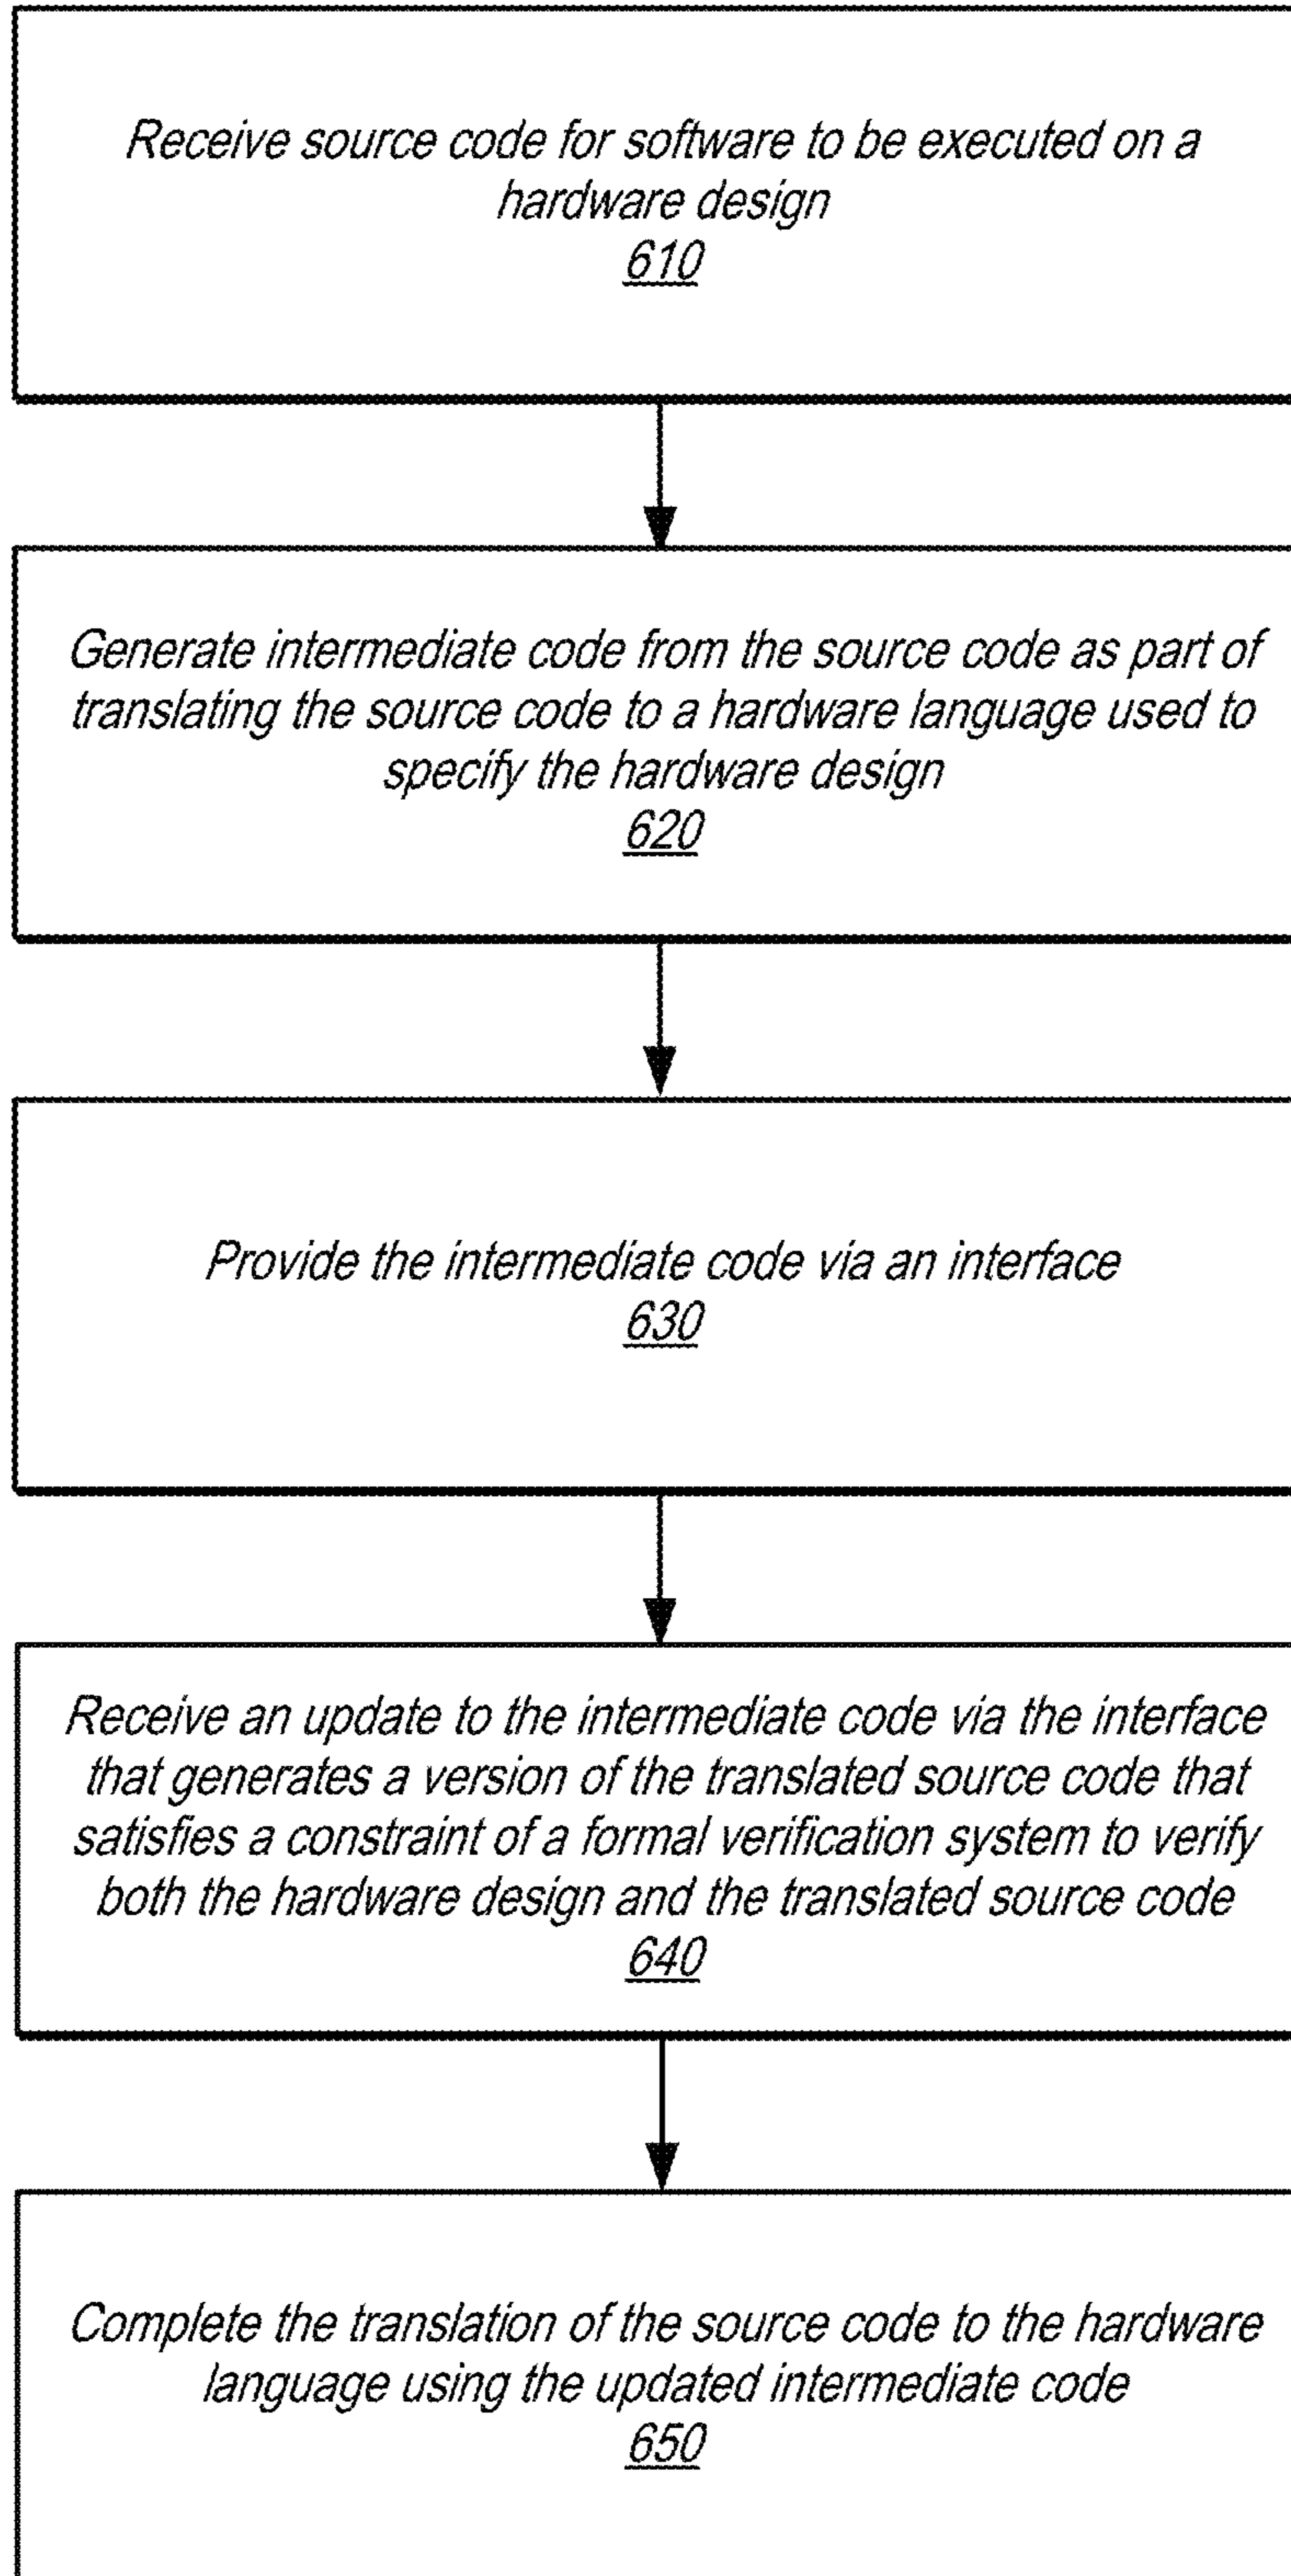 Receive source code for software to be executed on a
hardware design
610
Generate intermediate code from the source code as part of
translating the source code to a hardware language used to
specify the hardware design
620
Provide the intermediate code via an interface
630
Receive an update to the intermediate code via the interface
that generates a version of the translated source code that
satisfies a constraint of a formal verification system to verify
both the hardware design and the translated source code
640
Complete the translation of the source code to the hardware
language using the updated intermediate code
650